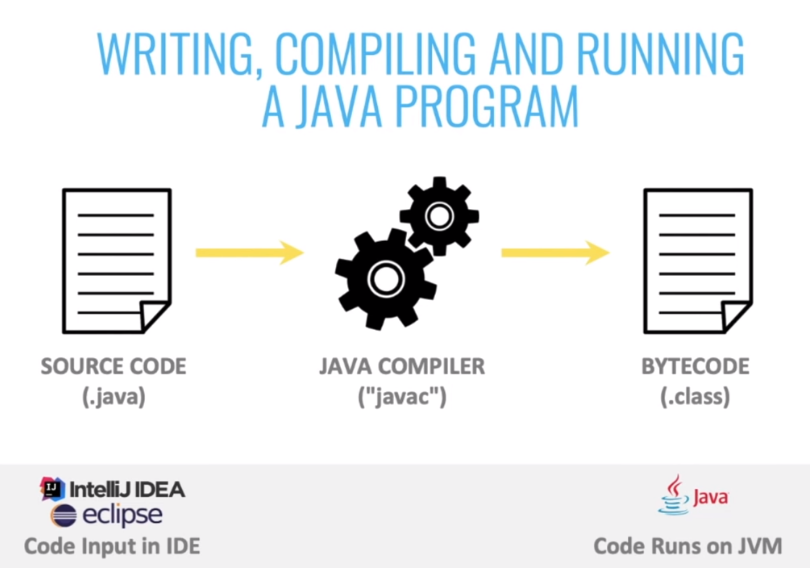 WRITING, COMPILING AND RUNNING
A JAVA PROGRAM
SOURCE CODE
(.java)
JAVA COMPILER
("javac")
BYTECODE
(.class)
IJ IntelliJ IDEA
eclipse
Code Input in IDE
Java
Code Runs on JVM